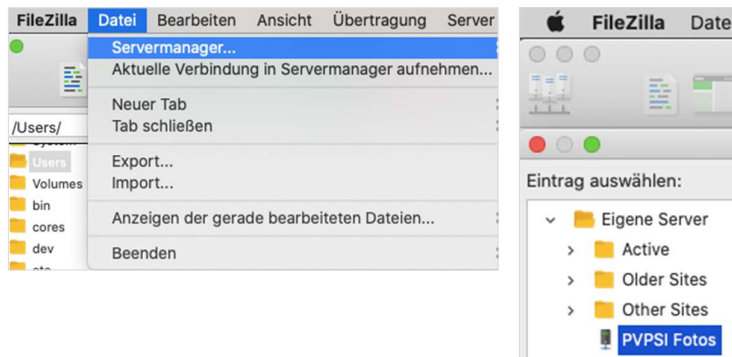 FileZilla Datei Bearbeiten Ansicht Übertragung Server
Servermanager...
Aktuelle Verbindung in Servermanager aufnehmen...
Neuer Tab
Tab schließen
Export...
Import...
Anzeigen der gerade bearbeiteten Dateien...
Beenden
/Users/
Users
Volumes
bin
cores
dev
FileZilla Date
Eintrag auswählen:
Eigene Server
Active
Older Sites
Other Sites
PVPSI Fotos